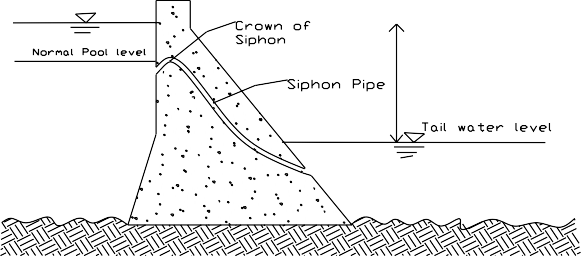 Crown of
Siphon
Normal Pool level
Siphon Pipe
Tail water level